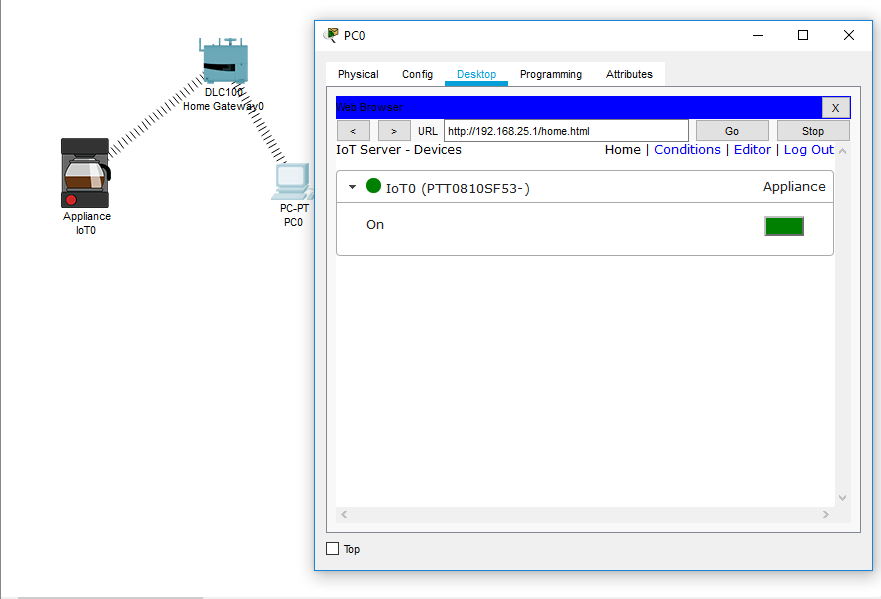 PC0
Physical Config Desktop Programming Attributes
Web Browser X
< > URL http://192.168.25.1/home.html Go Stop
IoT Server - Devices Home | Conditions | Editor | Log Out
IoT0 (PTT0810SF53-) Appliance
On
Top
DLC100
Home Gateway0
Appliance
IoT0
PC-PT
PC0